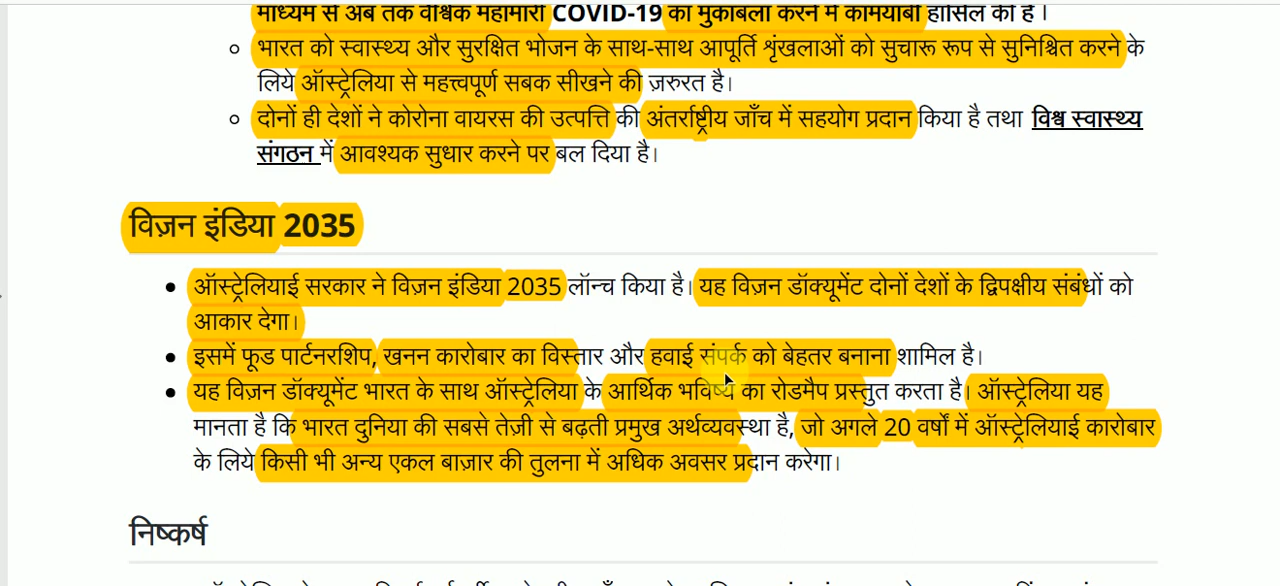 माध्यम से अब तक वैश्विक महामारी COVID-19 का मुकाबला करने में कामयाबी हासिल की है ।
○ भारत को स्वास्थ्य और सुरक्षित भोजन के साथ-साथ आपूर्ति शृंखलाओं को सुचारू रूप से सुनिश्चित करने के
लिये ऑस्ट्रेलिया से महत्त्वपूर्ण सबक सीखने की ज़रुरत है।
○ दोनों ही देशों ने कोरोना वायरस की उत्पत्ति की अंतर्राष्ट्रीय जाँच में सहयोग प्रदान किया है तथा विश्व स्वास्थ्य
संगठन में आवश्यक सुधार करने पर बल दिया है।
विज़न इंडिया 2035
● ऑस्ट्रेलियाई सरकार ने विज़न इंडिया 2035 लॉन्च किया है। यह विज़न डॉक्यूमेंट दोनों देशों के द्विपक्षीय संबंधों को
आकार देगा।
● इसमें फूड पार्टनरशिप, खनन कारोबार का विस्तार और हवाई संपर्क को बेहतर बनाना शामिल है।
● यह विज़न डॉक्यूमेंट भारत के साथ ऑस्ट्रेलिया के आर्थिक भविष्य का रोडमैप प्रस्तुत करता है। ऑस्ट्रेलिया यह
मानता है कि भारत दुनिया की सबसे तेज़ी से बढ़ती प्रमुख अर्थव्यवस्था है, जो अगले 20 वर्षों में ऑस्ट्रेलियाई कारोबार
के लिये किसी भी अन्य एकल बाज़ार की तुलना में अधिक अवसर प्रदान करेगा।
निष्कर्ष